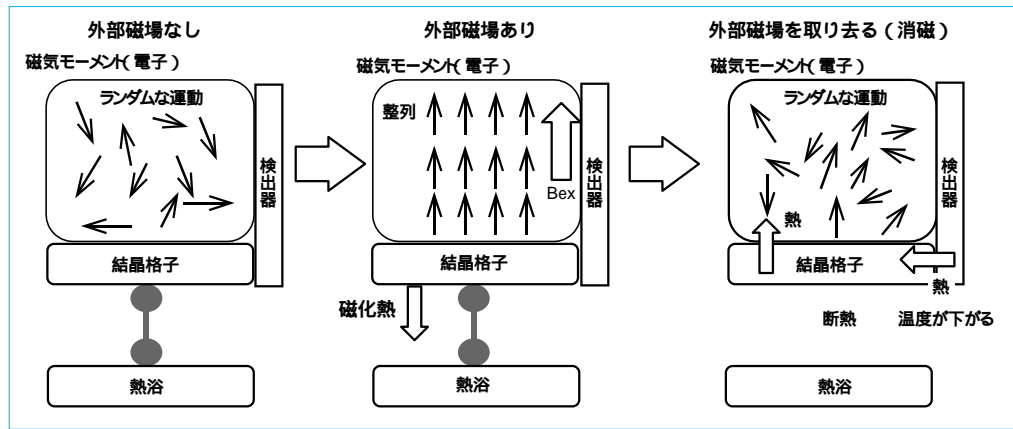 外部磁場なし
磁気モーメント(電子)
ランダムな運動
検出器
結晶格子
熱浴
外部磁場あり
磁気モーメント(電子)
整列
Bex
検出器
結晶格子
磁化熱
熱浴
外部磁場を取り去る(消磁)
磁気モーメント(電子)
ランダムな運動
検出器
熱
結晶格子
熱
断熱 温度が下がる
熱浴